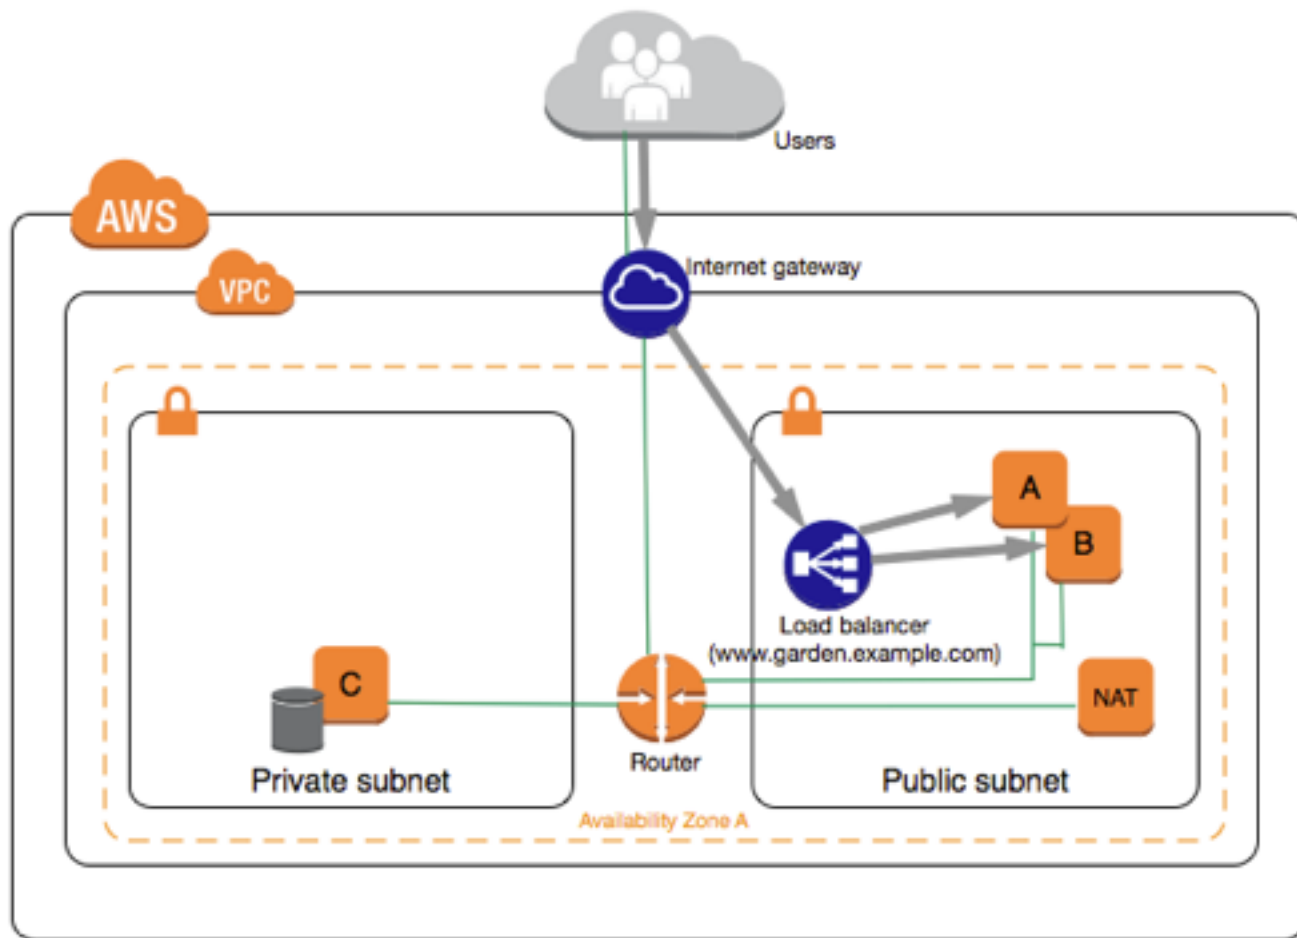 Users
AWS
Internet gateway
VPC
A
B
Load balancer
(www.garden.example.com)
C
NAT
Router
Private subnet
Public subnet
Availability Zone A